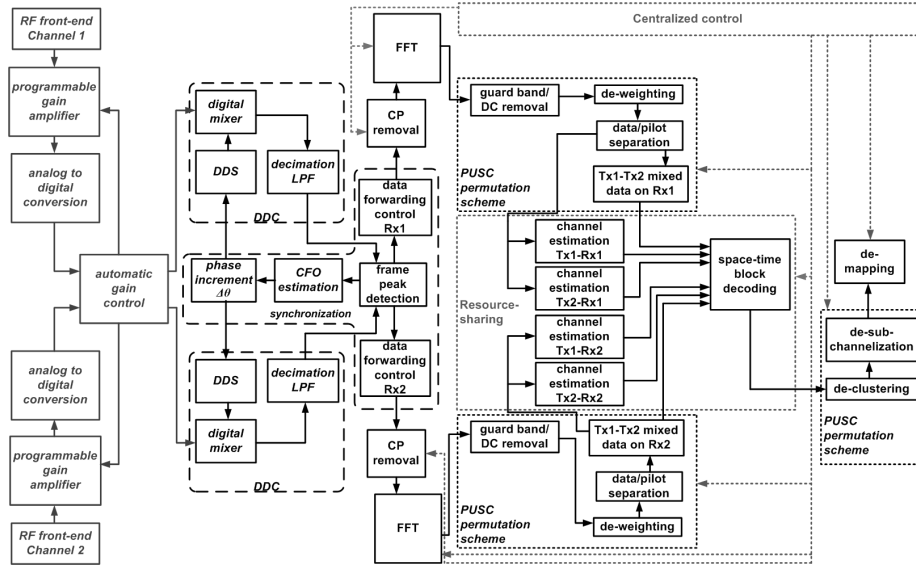 RF front-end
Channel 1
programmable
gain
amplifier
analog to
digital
conversion
automatic
gain
control
analog to
digital
conversion
programmable
gain
amplifier
RF front-end
Channel 2
digital
mixer
DDS
decimation
LPF
DDC
phase
increment
Δθ
CFO
estimation
synchronization
frame
peak
detection
data
forwarding
control
Rx1
data
forwarding
control
Rx2
DDS
digital
mixer
decimation
LPF
DDC
FFT
CP
removal
CP
removal
FFT
Centralized control
guard band/
DC removal
de-weighting
data/pilot
separation
Tx1-Tx2 mixed
data on Rx1
PUSC
permutation
scheme
channel
estimation
Tx1-Rx1
channel
estimation
Tx2-Rx1
Resource-
sharing
channel
estimation
Tx1-Rx2
channel
estimation
Tx2-Rx2
space-time
block
decoding
guard band/
DC removal
Tx1-Tx2 mixed
data on Rx2
data/pilot
separation
de-weighting
PUSC
permutation
scheme
de-
mapping
de-sub-
channelization
de-clustering
PUSC
permutation
scheme